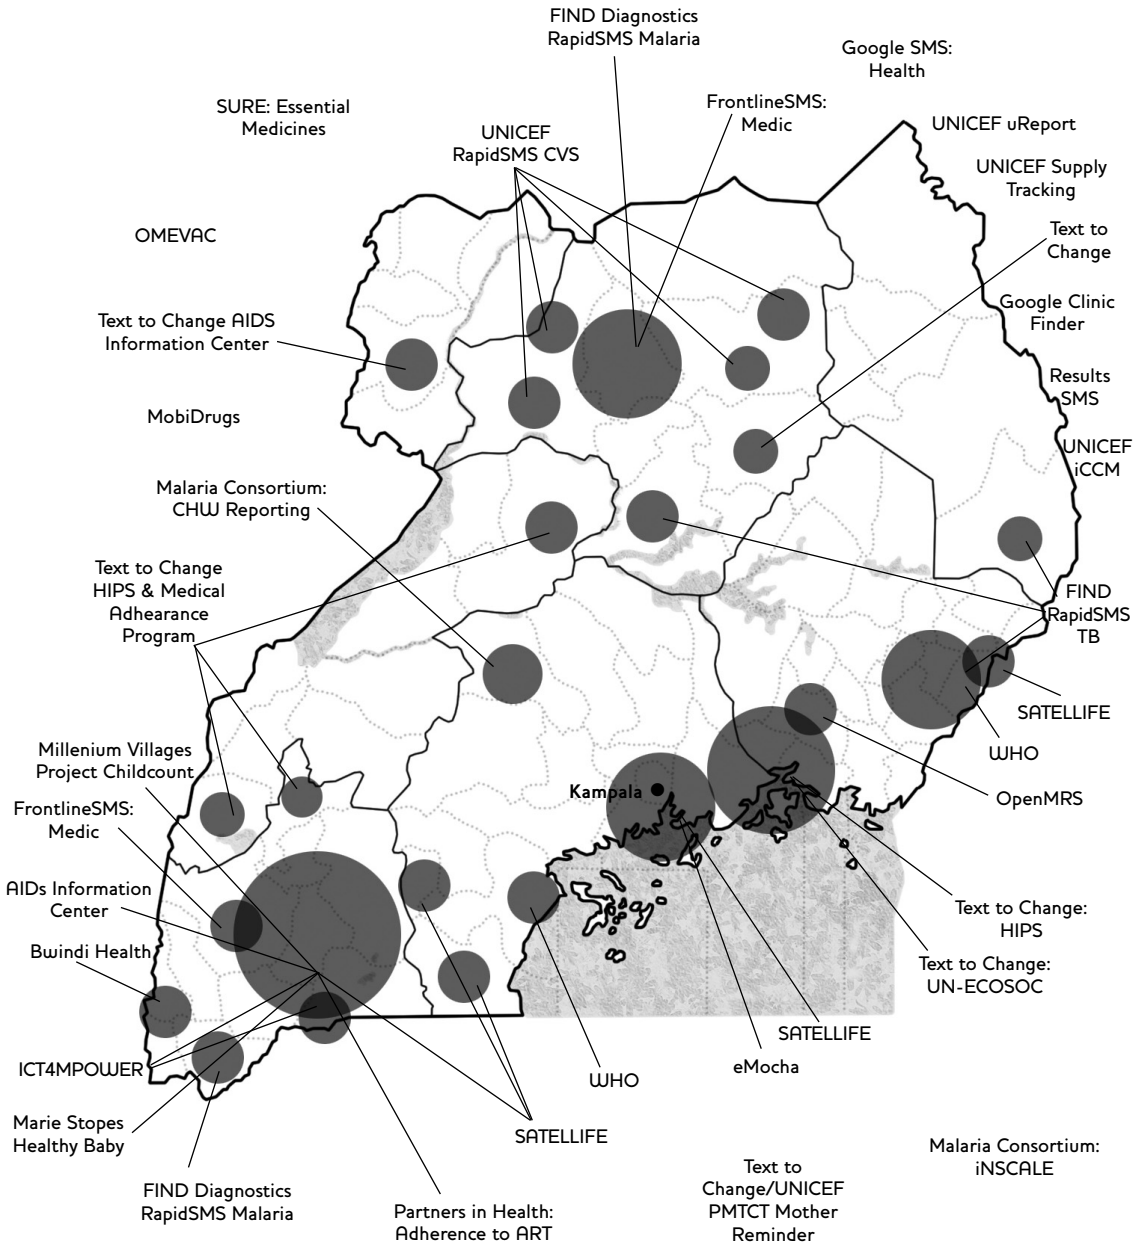 FIND Diagnostics
RapidSMS Malaria
Google SMS:
Health
SURE: Essential
Medicines
FrontlineSMS:
Medic
UNICEF
RapidSMS CVS
UNICEF uReport
UNICEF Supply
Tracking
OMEVAC
Text to
Change
Google Clinic
Finder
Text to Change AIDS
Information Center
Results
SMS
MobiDrugs
UNICEF
iCCM
Malaria Consortium:
CHW Reporting
Text to Change
HIPS & Medical
Adhearance
Program
FIND
RapidSMS
TB
SATELLIFE
WHO
Millenium Villages
Project Childcount
Kampala
OpenMRS
FrontlineSMS:
Medic
AIDs Information
Center
Text to Change:
HIPS
Bwindi Health
Text to Change:
UN-ECOSOC
SATELLIFE
eMocha
ICT4MPOWER
WHO
Marie Stopes
Healthy Baby
SATELLIFE
Malaria Consortium:
iNSCALE
Text to
Change/UNICEF
PMTCT Mother
Reminder
FIND Diagnostics
RapidSMS Malaria
Partners in Health:
Adherence to ART